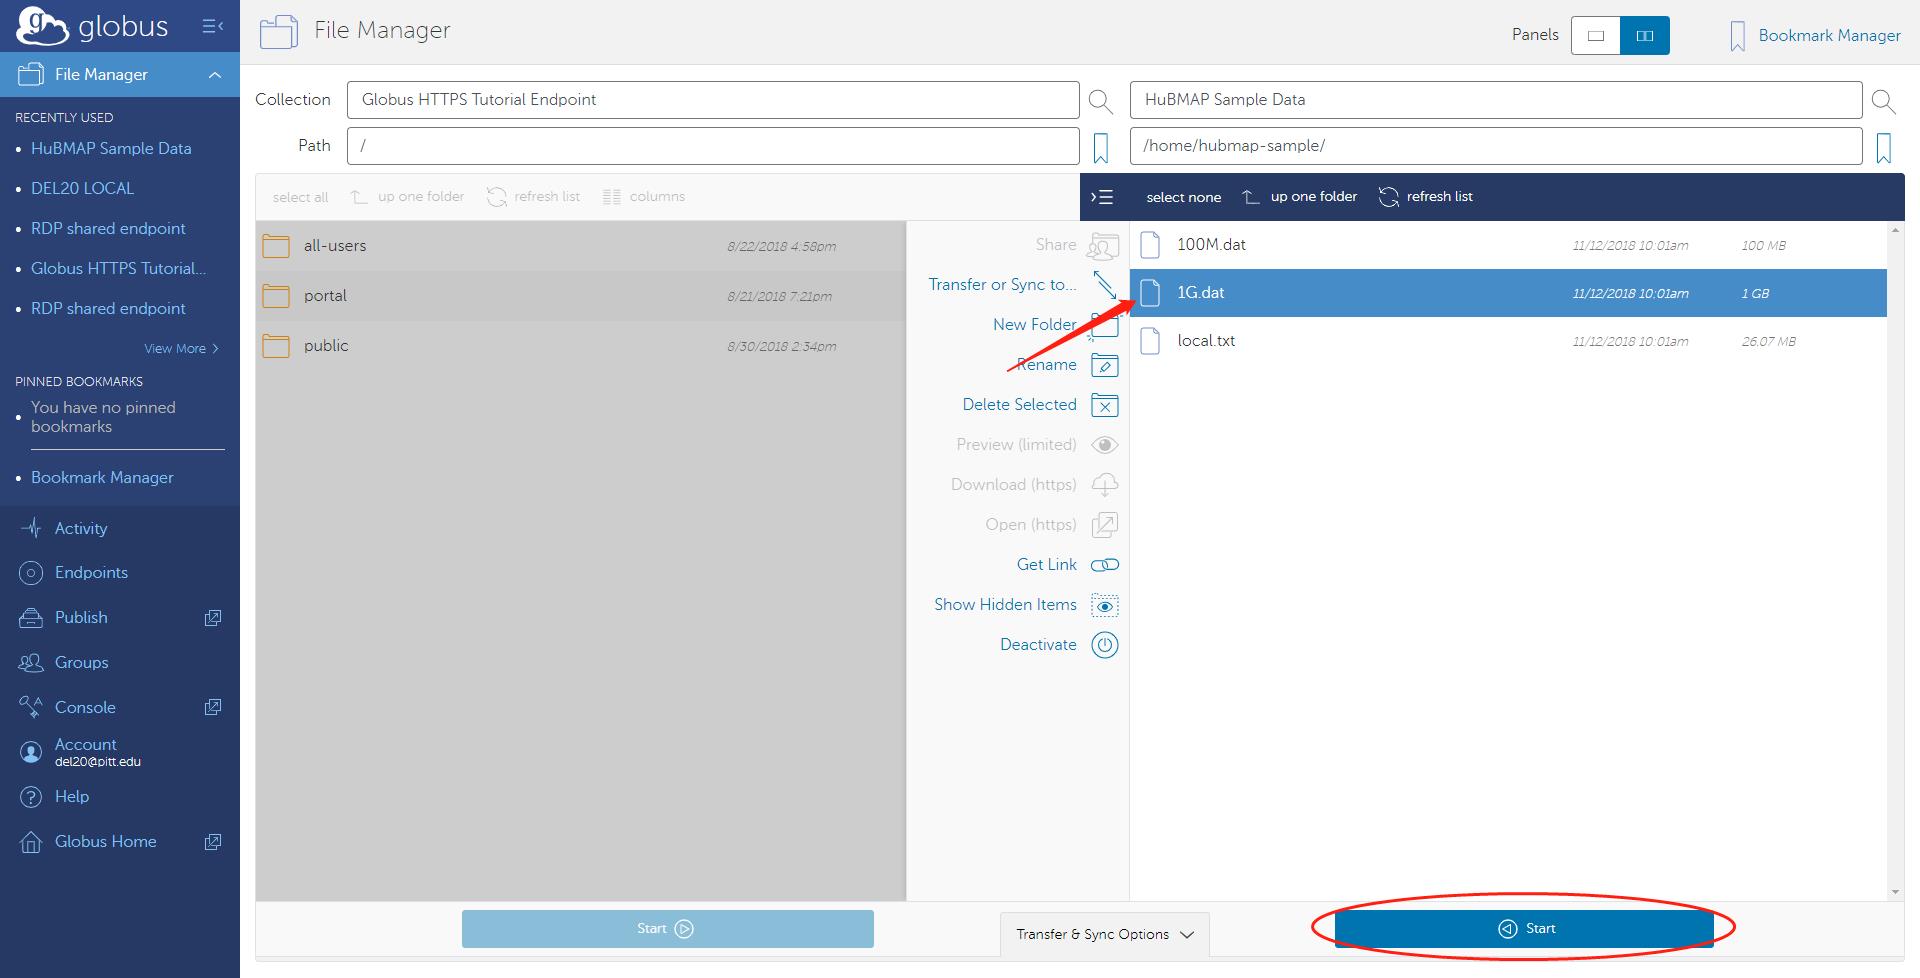 globus
File Manager
RECENTLY USED
HuBMAP Sample Data
DEL20 LOCAL
RDP shared endpoint
Globus HTTPS Tutorial...
RDP shared endpoint
View More
PINNED BOOKMARKS
You have no pinned
bookmarks
Bookmark Manager
Activity
Endpoints
Publish
Groups
Console
Account
del20@pitt.edu
Help
Globus Home
File Manager
Panels
Bookmark Manager
Collection
Globus HTTPS Tutorial Endpoint
HuBMAP Sample Data
Path
/
/home/hubmap-sample/
select all up one folder refresh list columns
select none up one folder refresh list
all-users 8/22/2018 4:58pm
portal 8/21/2018 7:21pm
public 8/30/2018 2:34pm
Share
Transfer or Sync to...
New Folder
Rename
Delete Selected
Preview (limited)
Download (https)
Open (https)
Get Link
Show Hidden Items
Deactivate
100M.dat 11/12/2018 10:01am 100 MB
1G.dat 11/12/2018 10:01am 1 GB
local.txt 11/12/2018 10:01am 26.07 MB
Start
Transfer & Sync Options
Start